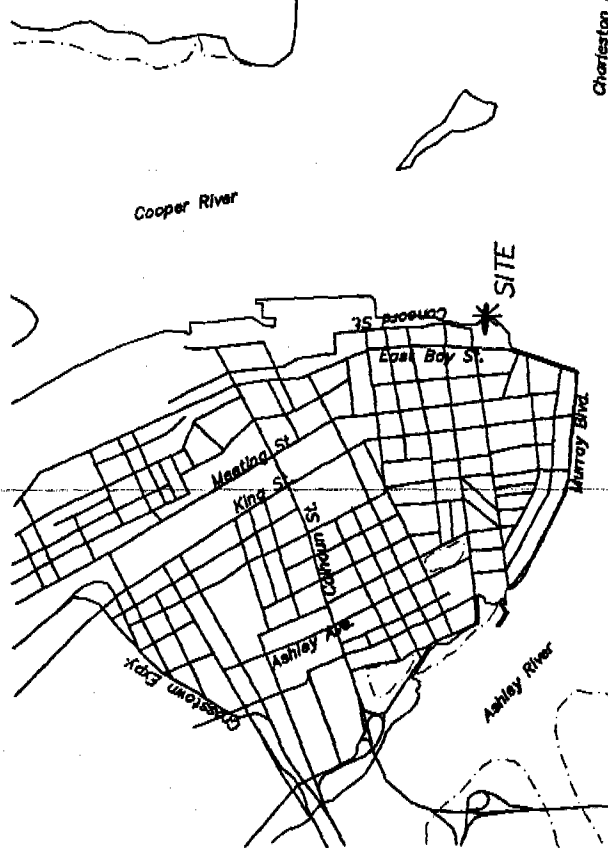 Charleston
Cooper River
SITE
Concord St.
East Bay St.
Murray Blvd.
Meeting St.
King St.
Calhoun St.
Ashley Ave.
Crosstown Expy.
Ashley River